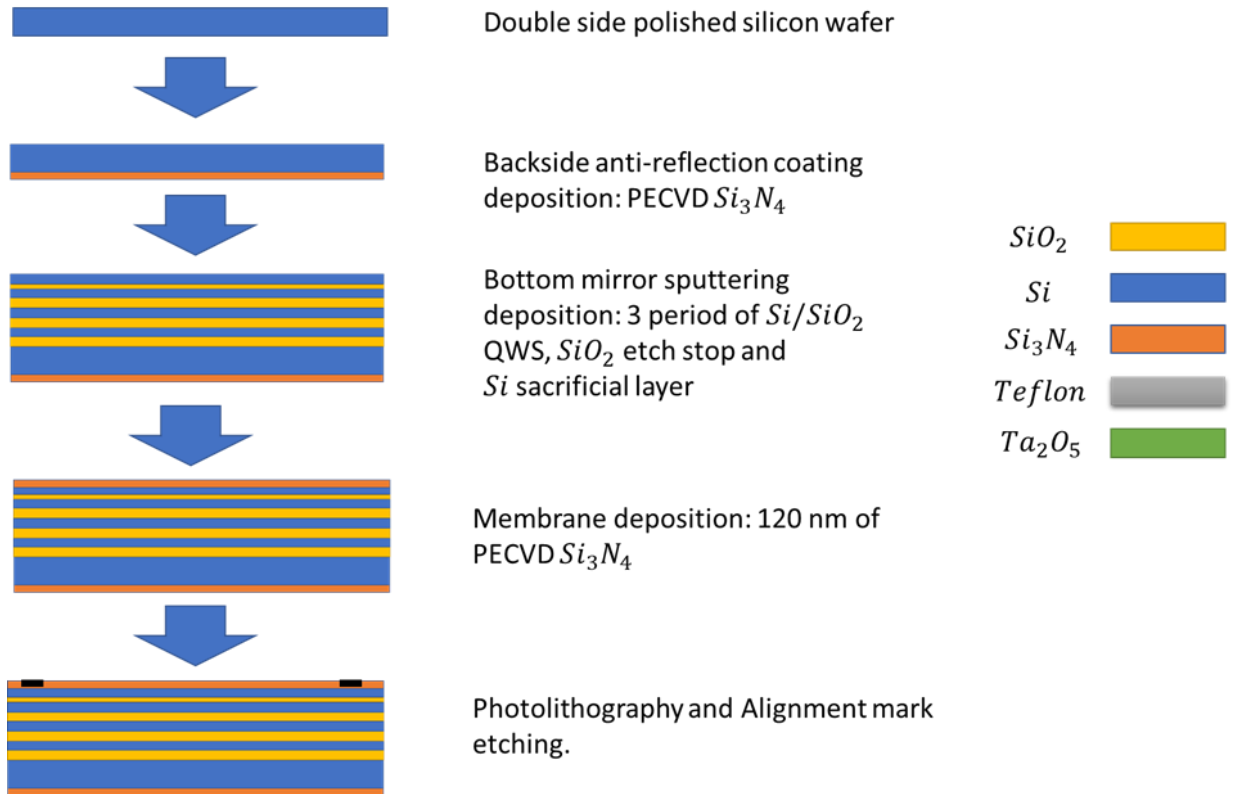 Double side polished silicon wafer
Backside anti-reflection coating
deposition: PECVD Si₃N₄
Bottom mirror sputtering
deposition: 3 period of Si/SiO₂
QWS, SiO₂ etch stop and
Si sacrificial layer
Membrane deposition: 120 nm of
PECVD Si₃N₄
Photolithography and Alignment mark
etching.
SiO₂
Si
Si₃N₄
Teflon
Ta₂O₅